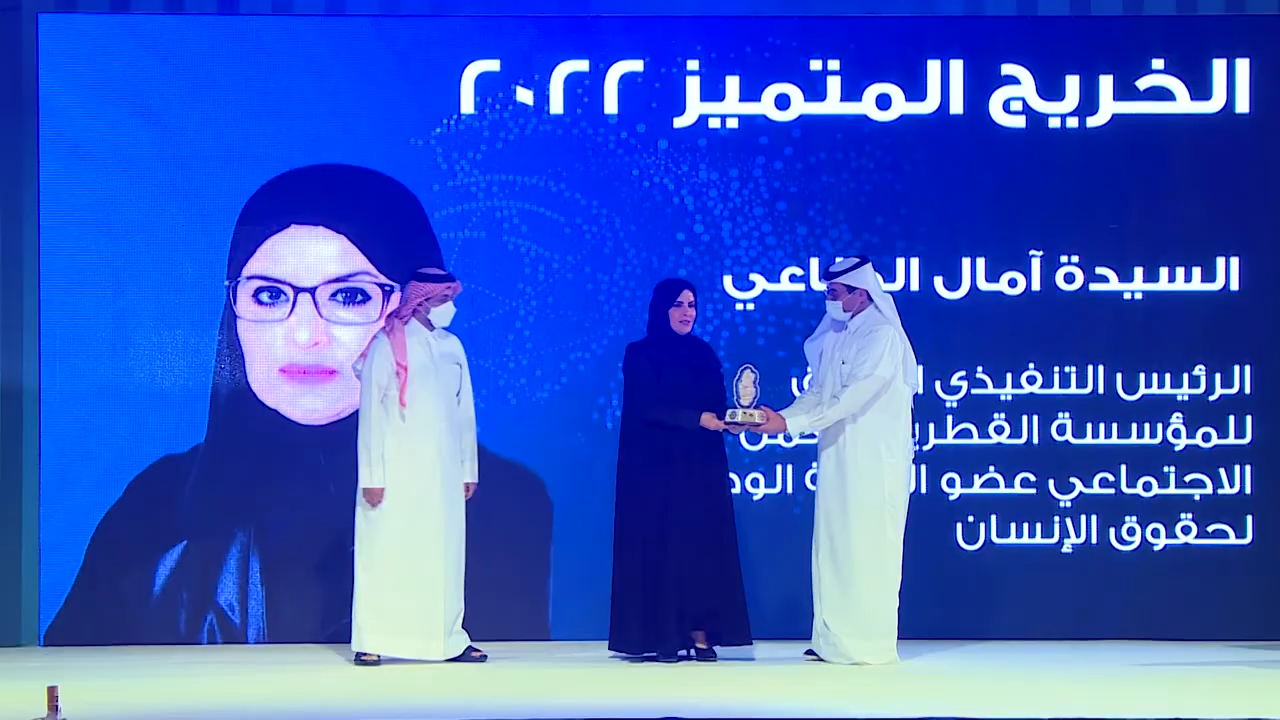 الخريج المتميز ٢٠٢٢
السيدة آمال
الرئيس التنفيذي
للمؤسسة
الاجتماعي عضو
لحقوق الإنسان